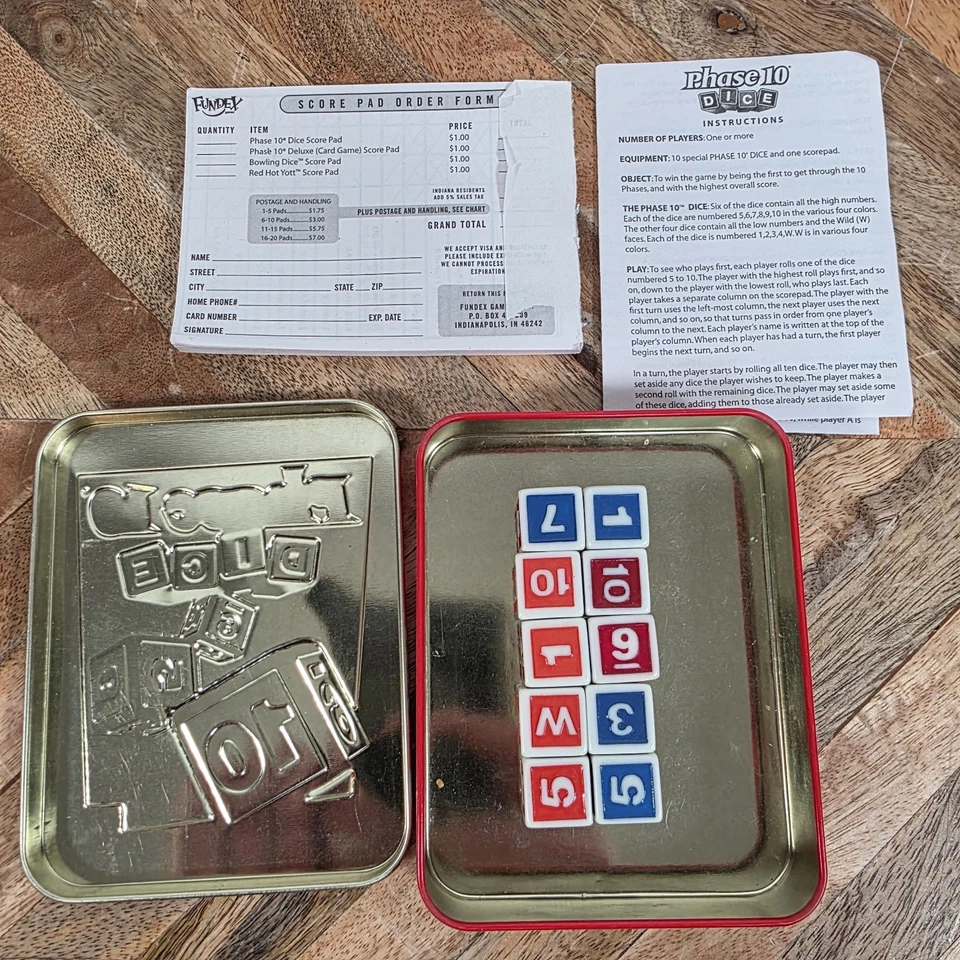 FUNDEX
SCORE PAD ORDER FORM
QUANTITY ITEM PRICE
Phase 10® Dice Score Pad $1.00
Phase 10® Deluxe (Card Game) Score Pad $1.00
Bowling Dice™ Score Pad $1.00
Red Hot Yott™ Score Pad $1.00
TOTAL
INDIANA RESIDENTS
ADD 5% SALES TAX
POSTAGE AND HANDLING
1-5 Pads........$1.75
6-10 Pads........$3.00
11-15 Pads........$5.75
16-20 Pads........$7.00
PLUS POSTAGE AND HANDLING, SEE CHART
GRAND TOTAL
WE ACCEPT VISA AN
PLEASE INCLUDE EX
WE CANNOT PROCESS
EXPIRATION
NAME
STREET
CITY STATE ZIP
HOME PHONE#
CARD NUMBER EXP. DATE
SIGNATURE
RETURN THIS
FUNDEX GAM
P.O. BOX 4
INDIANAPOLIS, IN 46242
Phase 10®
DICE
INSTRUCTIONS
NUMBER OF PLAYERS: One or more
EQUIPMENT: 10 special PHASE 10® DICE and one scorepad.
OBJECT: To win the game by being the first to get through the 10
Phases, and with the highest overall score.
THE PHASE 10™ DICE: Six of the dice contain all the high numbers.
Each of the dice are numbered 5,6,7,8,9,10 in the various four colors.
The other four dice contain all the low numbers and the Wild (W)
faces. Each of the dice is numbered 1,2,3,4,W. W is in various four
colors.
PLAY: To see who plays first, each player rolls one of the dice
numbered 5 to 10. The player with the highest roll plays first, and so
on, down to the player with the lowest roll, who plays last. Each
player takes a separate column on the scorepad. The player with the
first turn uses the left-most column, the next player uses the next
column, and so on, so that turns pass in order from one player's
column to the next. Each player's name is written at the top of the
player's column. When each player has had a turn, the first player
begins the next turn, and so on.
In a turn, the player starts by rolling all ten dice. The player may then
set aside any dice the player wishes to keep. The player makes a
second roll with the remaining dice. The player may set aside some
of these dice, adding them to those already set aside. The player
while player A is
DICE
10
7 1
10 10
1 9
W 3
5 5